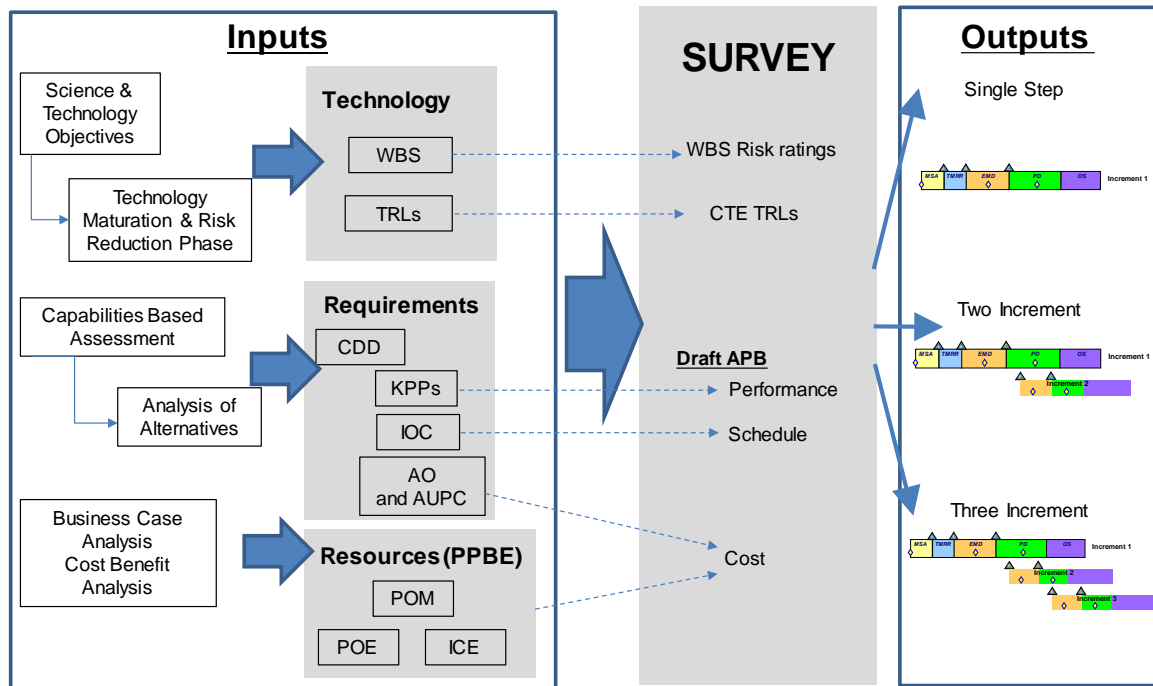 Inputs
Science &
Technology
Objectives
Technology
Maturation & Risk
Reduction Phase
Capabilities Based
Assessment
Analysis of
Alternatives
Business Case
Analysis
Cost Benefit
Analysis
Technology
WBS
TRLs
Requirements
CDD
KPPs
IOC
AO
and AUPC
Resources (PPBE)
POM
POE
ICE
SURVEY
WBS Risk ratings
CTE TRLs
Draft APB
Performance
Schedule
Cost
Outputs
Single Step
MSA TMRR EMD PD OS Increment 1
Two Increment
MSA TMRR EMD PD OS Increment 1
Increment 2
Three Increment
MSA TMRR EMD PD OS Increment 1
Increment 2
Increment 3